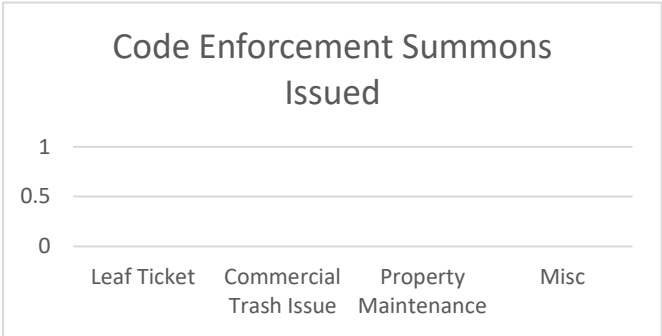 Code Enforcement Summons
Issued
1
0.5
0
Leaf Ticket Commercial Property Misc
Trash Issue Maintenance